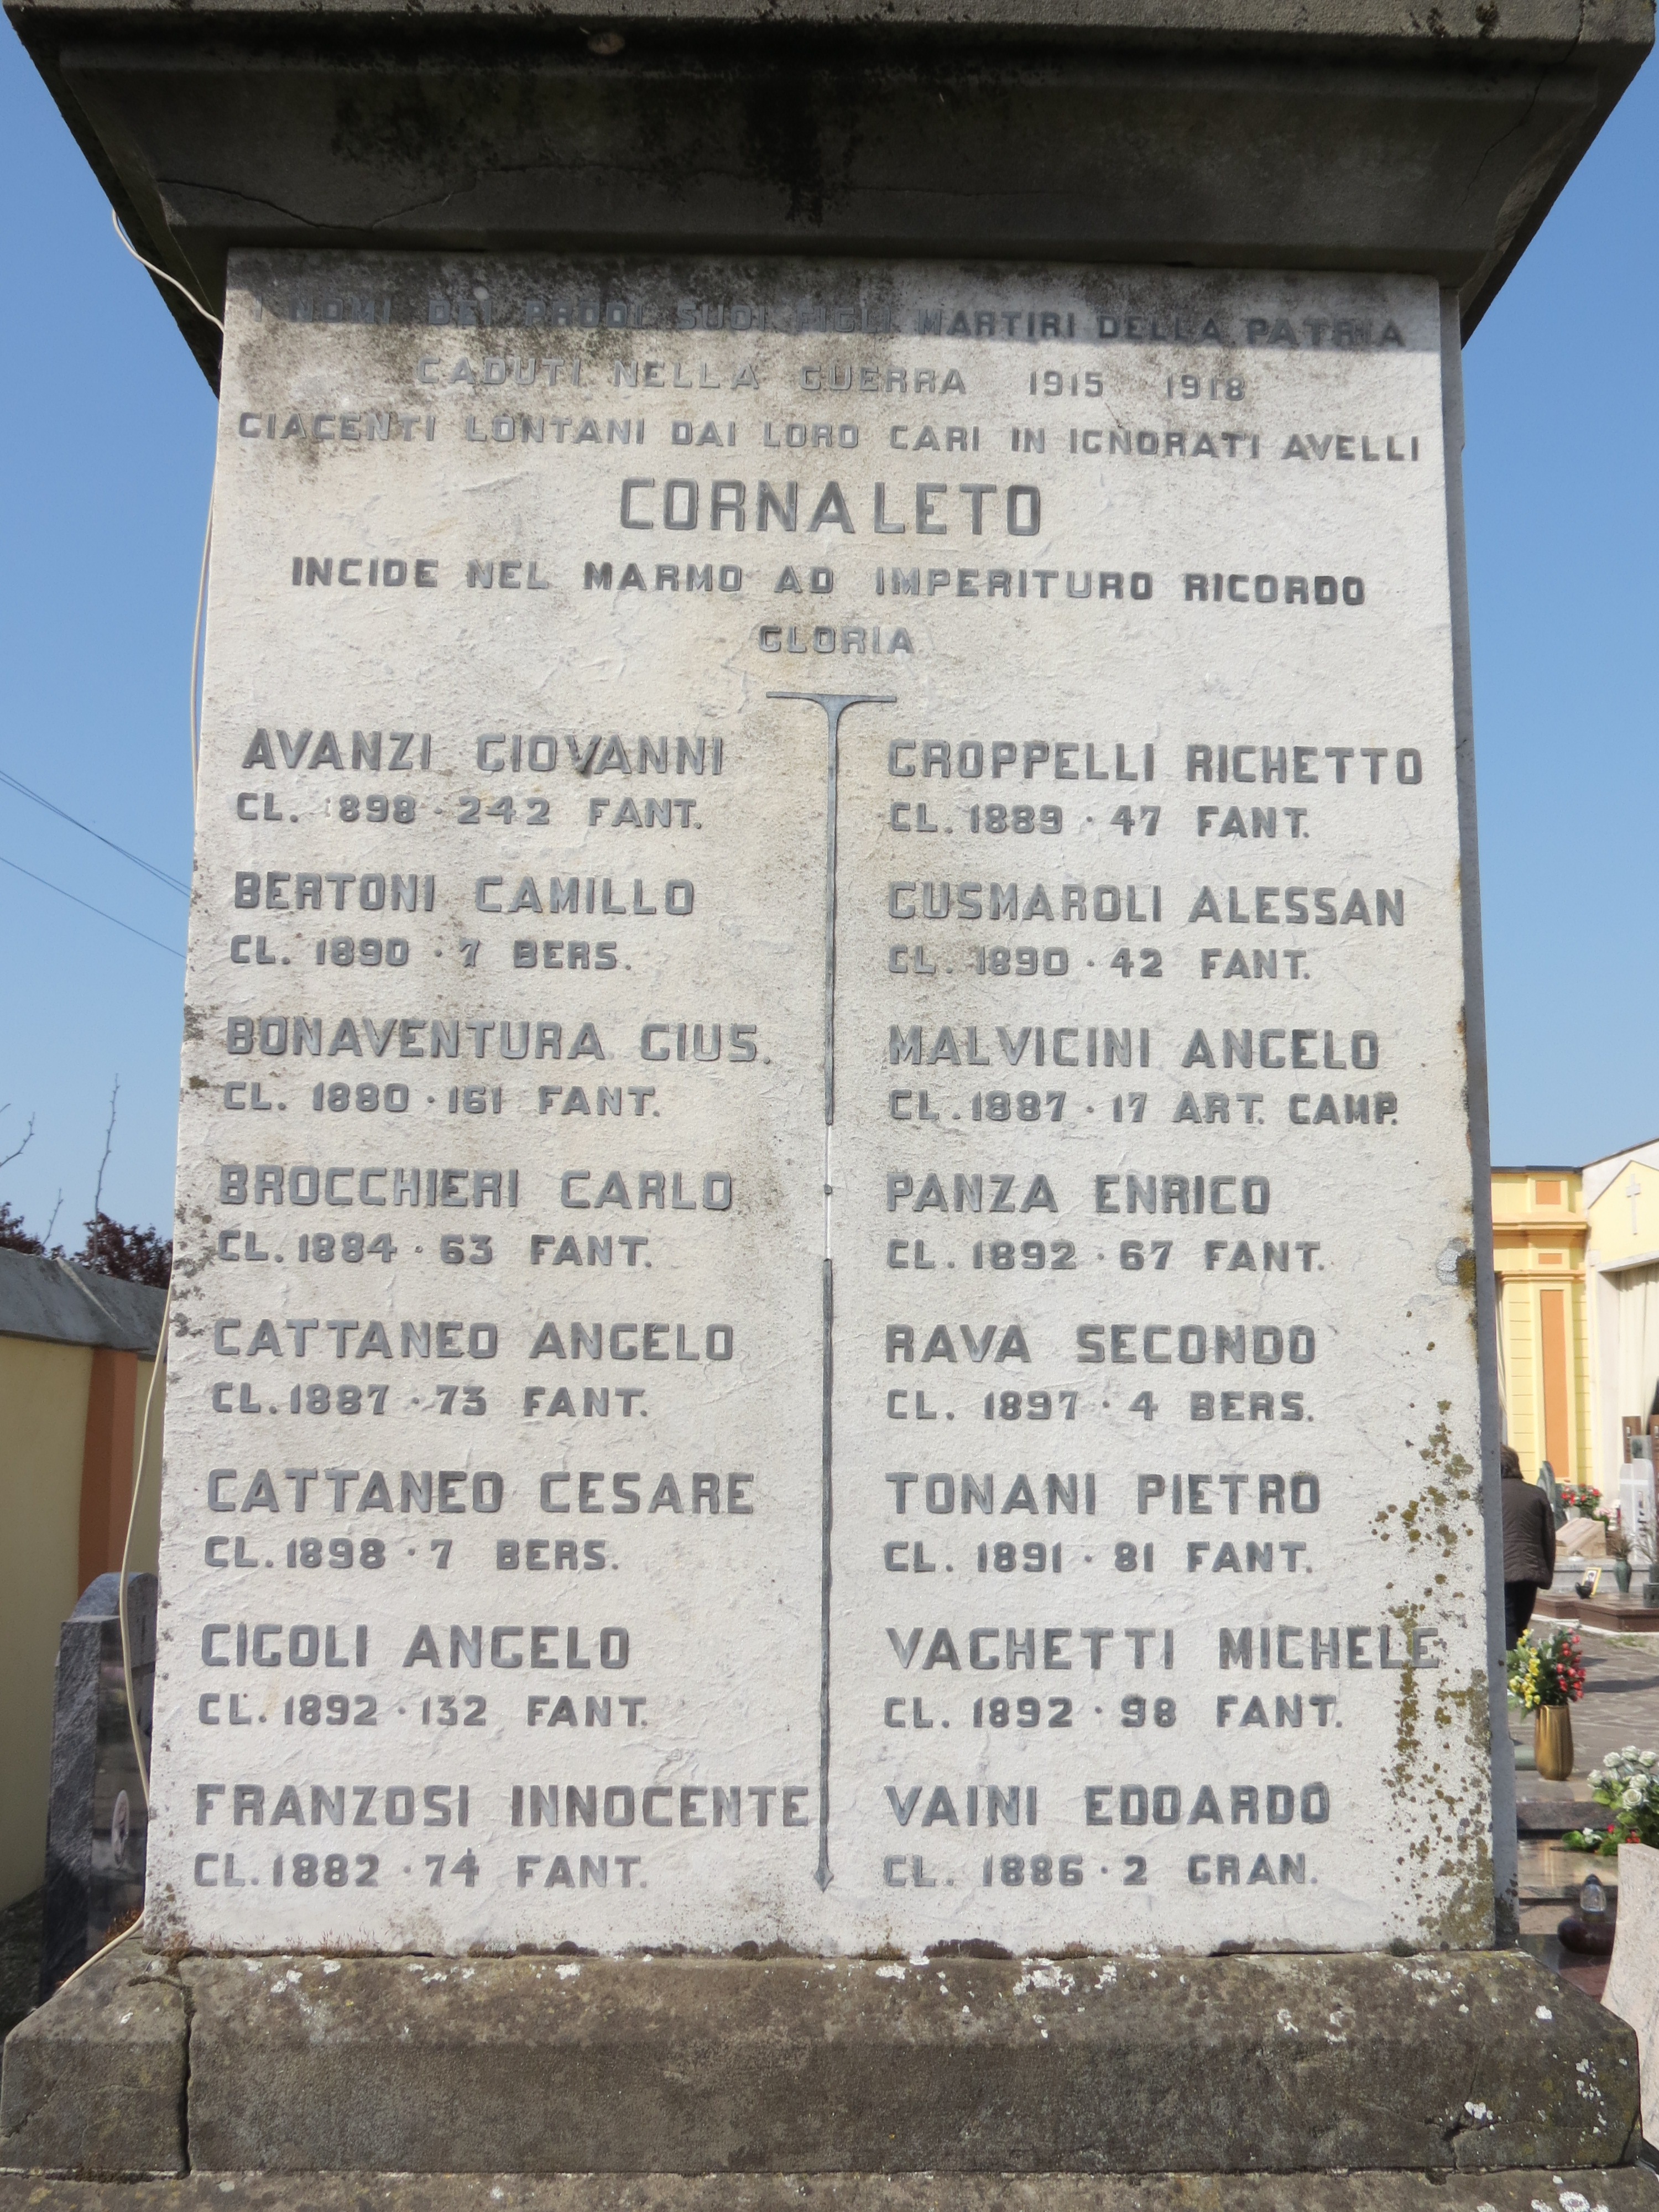 I NOMI DEI PRODI SUOI FIGLI MARTIRI DELLA PATRIA
CADUTI NELLA GUERRA 1915 1918
GIACENTI LONTANI DAI LORO CARI IN IGNORATI AVELLI
CORNALETO
INCIDE NEL MARMO AD IMPERITURO RICORDO
GLORIA
AVANZI GIOVANNI
CL. 1898 · 242 FANT.
BERTONI CAMILLO
CL. 1890 · 7 BERS.
BONAVENTURA GIUS.
CL. 1880 · 161 FANT.
BROCCHIERI CARLO
CL. 1884 · 63 FANT.
CATTANEO ANGELO
CL. 1887 · 73 FANT.
CATTANEO CESARE
CL. 1898 · 7 BERS.
CIGOLI ANGELO
CL. 1892 · 132 FANT.
FRANZOSI INNOCENTE
CL. 1882 · 74 FANT.
GROPPELLI RICHETTO
CL. 1889 · 47 FANT.
GUSMAROLI ALESSAN
CL. 1890 · 42 FANT.
MALVICINI ANGELO
CL. 1887 · 17 ART. CAMP.
PANZA ENRICO
CL. 1892 · 67 FANT.
RAVA SECONDO
CL. 1897 · 4 BERS.
TONANI PIETRO
CL. 1891 · 81 FANT.
VAGHETTI MICHELE
CL. 1892 · 98 FANT.
VAINI EDOARDO
CL. 1886 · 2 GRAN.